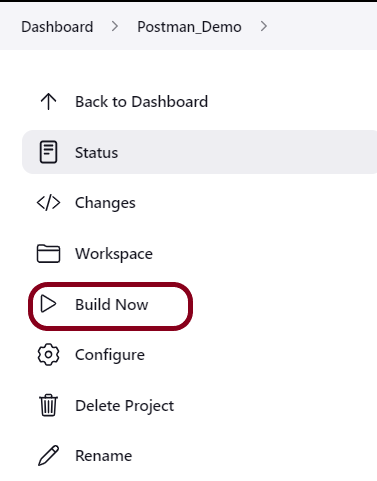 Dashboard > Postman_Demo >
Back to Dashboard
Status
Changes
Workspace
Build Now
Configure
Delete Project
Rename